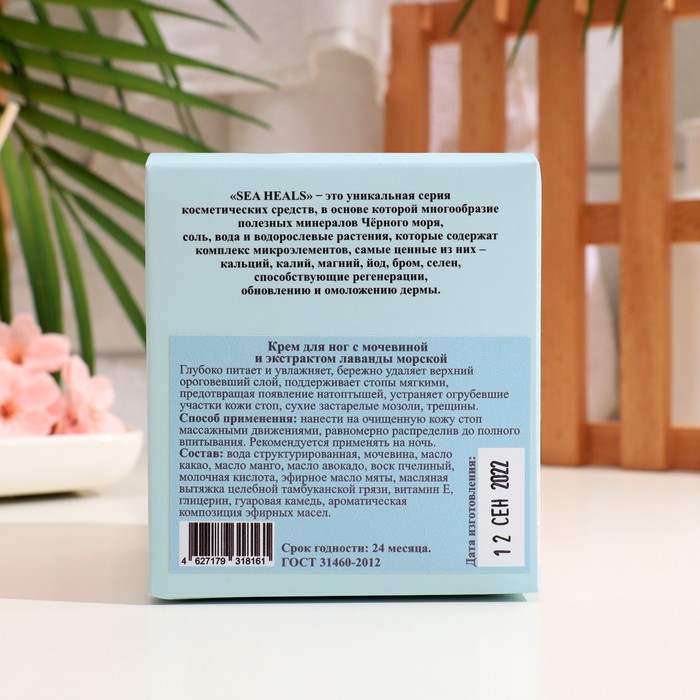 «SEA HEALS» – это уникальная серия
косметических средств, в основе которой многообразие
полезных минералов Чёрного моря,
соль, вода и водорослевые растения, которые содержат
комплекс микроэлементов, самые ценные из них –
кальций, калий, магний, йод, бром, селен,
способствующие регенерации,
обновлению и омоложению дермы.
Крем для ног с мочевиной
и экстрактом лаванды морской
Глубоко питает и увлажняет, бережно удаляет верхний
ороговевший слой, поддерживает стопы мягкими,
предотвращая появление натоптышей, устраняет огрубевшие
участки кожи стоп, сухие застарелые мозоли, трещины.
Способ применения: нанести на очищенную кожу стоп
массажными движениями, равномерно распределив до полного
впитывания. Рекомендуется применять на ночь.
Состав: вода структурированная, мочевина, масло
какао, масло манго, масло авокадо, воск пчелиный,
молочная кислота, эфирное масло мяты, масляная
вытяжка целебной тамбуканской грязи, витамин Е,
глицерин, гуаровая камедь, ароматическая
композиция эфирных масел.
Срок годности: 24 месяца.
ГОСТ 31460-2012
4 627179 318161
Дата изготовления:
12 СЕН 2022